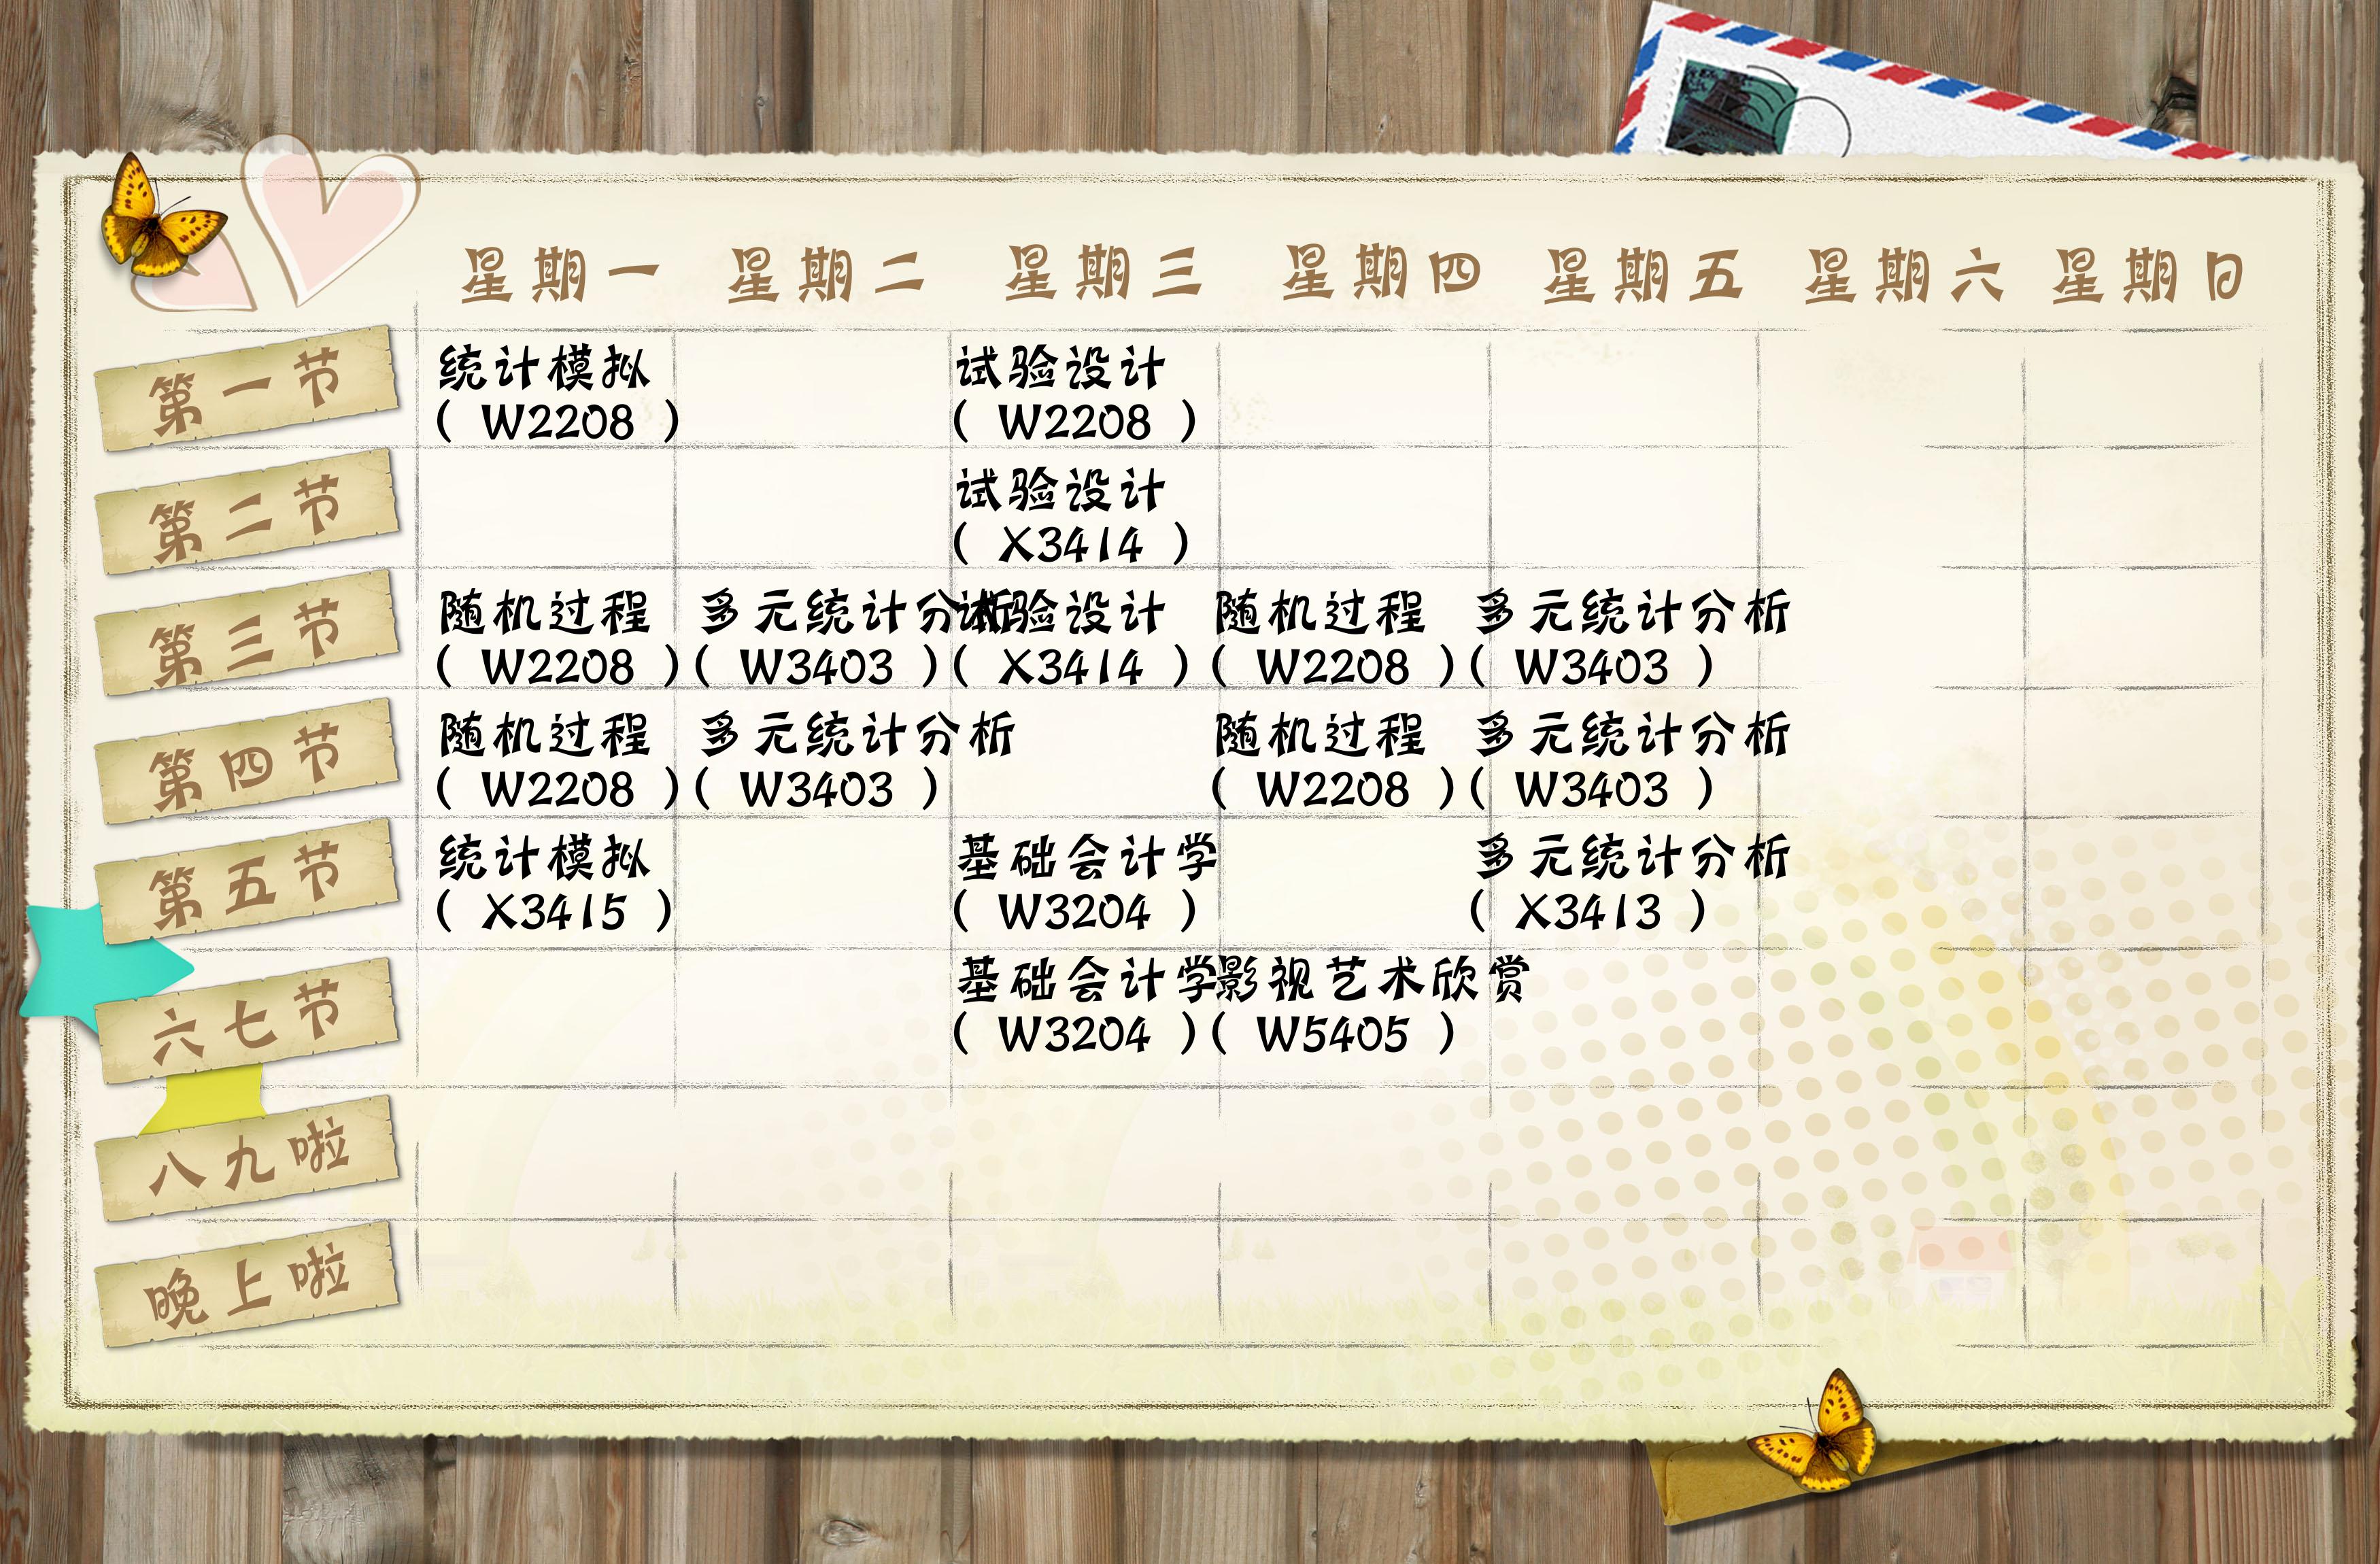 星期一 星期二 星期三 星期四 星期五 星期六 星期日
第一节 统计模拟 试验设计
( W2208 ) ( W2208 )
第二节 试验设计
( X3414 )
第三节 随机过程 多元统计分析 试验设计 随机过程 多元统计分析
( W2208 ) ( W3403 ) ( X3414 ) ( W2208 ) ( W3403 )
第四节 随机过程 多元统计分析 随机过程 多元统计分析
( W2208 ) ( W3403 ) ( W2208 ) ( W3403 )
第五节 统计模拟 基础会计学 多元统计分析
( X3415 ) ( W3204 ) ( X3413 )
六七节 基础会计学 影视艺术欣赏
( W3204 ) ( W5405 )
八九啦
晚上啦